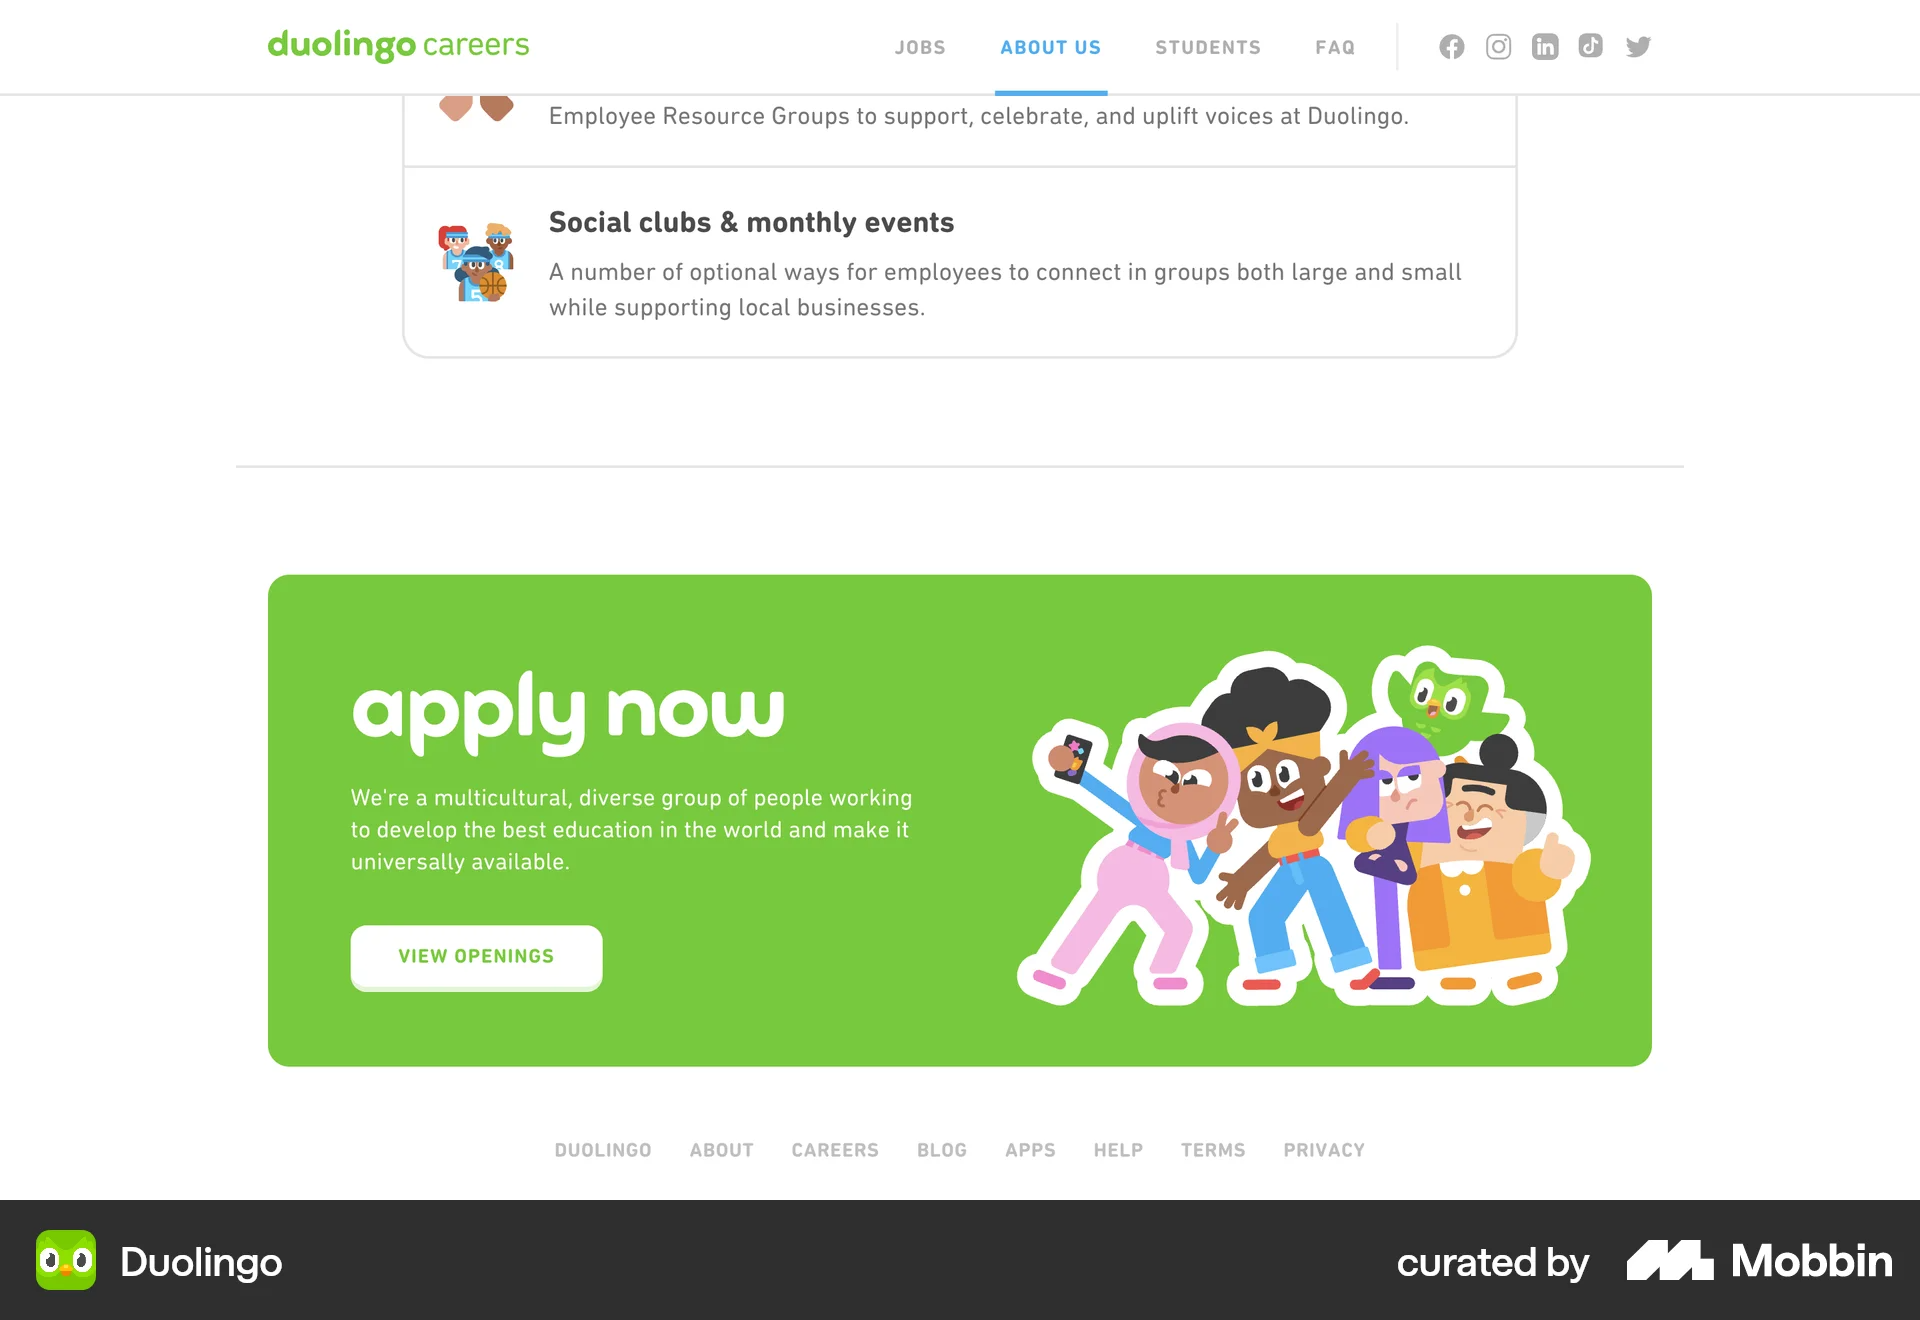 duolingo careers
JOBS
ABOUT US
STUDENTS
FAQ
Employee Resource Groups to support, celebrate, and uplift voices at Duolingo.
7
8
5
Social clubs & monthly events
A number of optional ways for employees to connect in groups both large and small
while supporting local businesses.
apply now
We're a multicultural, diverse group of people working
to develop the best education in the world and make it
universally available.
VIEW OPENINGS
DUOLINGO
ABOUT
CAREERS
BLOG
APPS
HELP
TERMS
PRIVACY
Duolingo
curated by
Mobbin